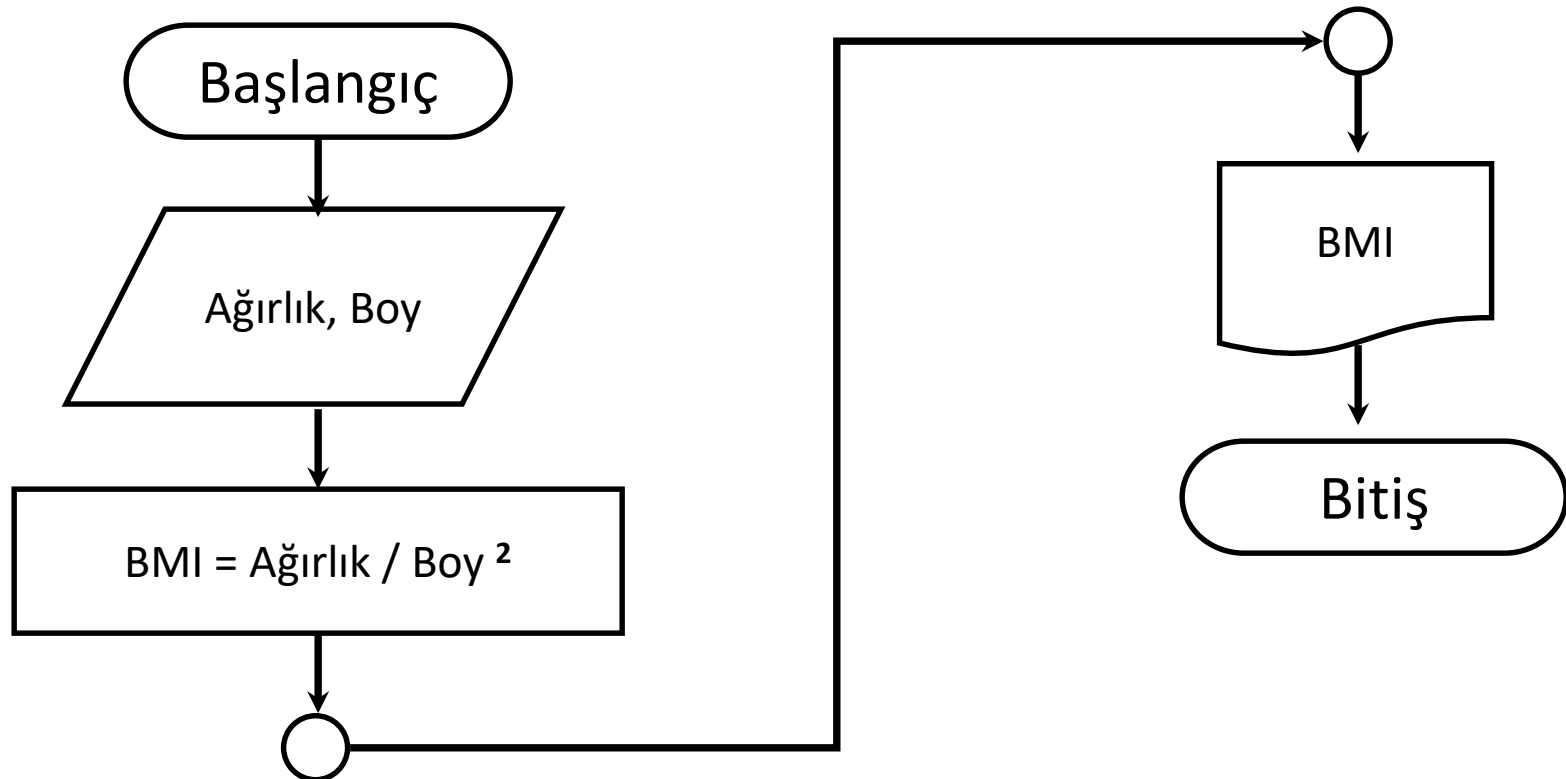 Başlangıç
Ağırlık, Boy
BMI = Ağırlık / Boy ²
BMI
Bitiş